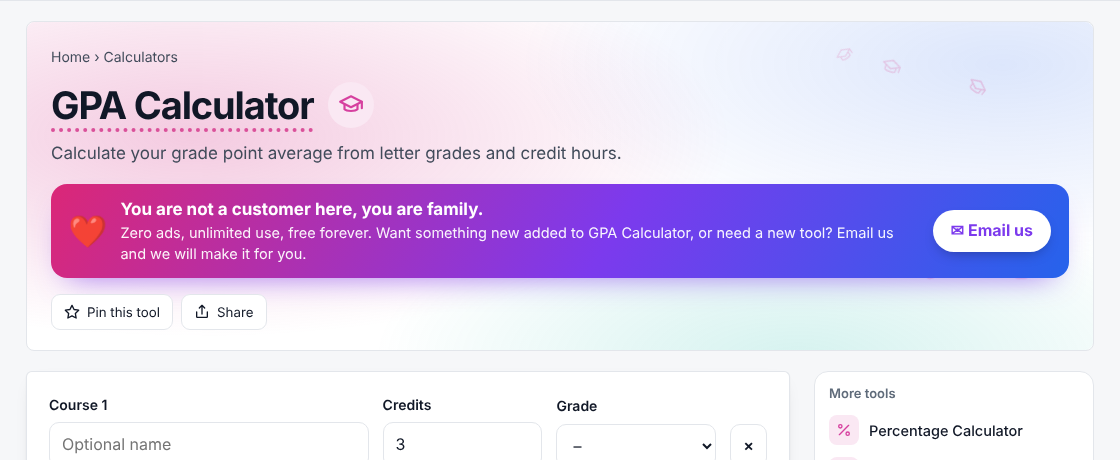 Home › Calculators
GPA Calculator
Calculate your grade point average from letter grades and credit hours.
You are not a customer here, you are family.
Zero ads, unlimited use, free forever. Want something new added to GPA Calculator, or need a new tool? Email us
and we will make it for you.
✉ Email us
Pin this tool
Share
Course 1
Credits
Grade
Optional name
3
–
×
More tools
Percentage Calculator